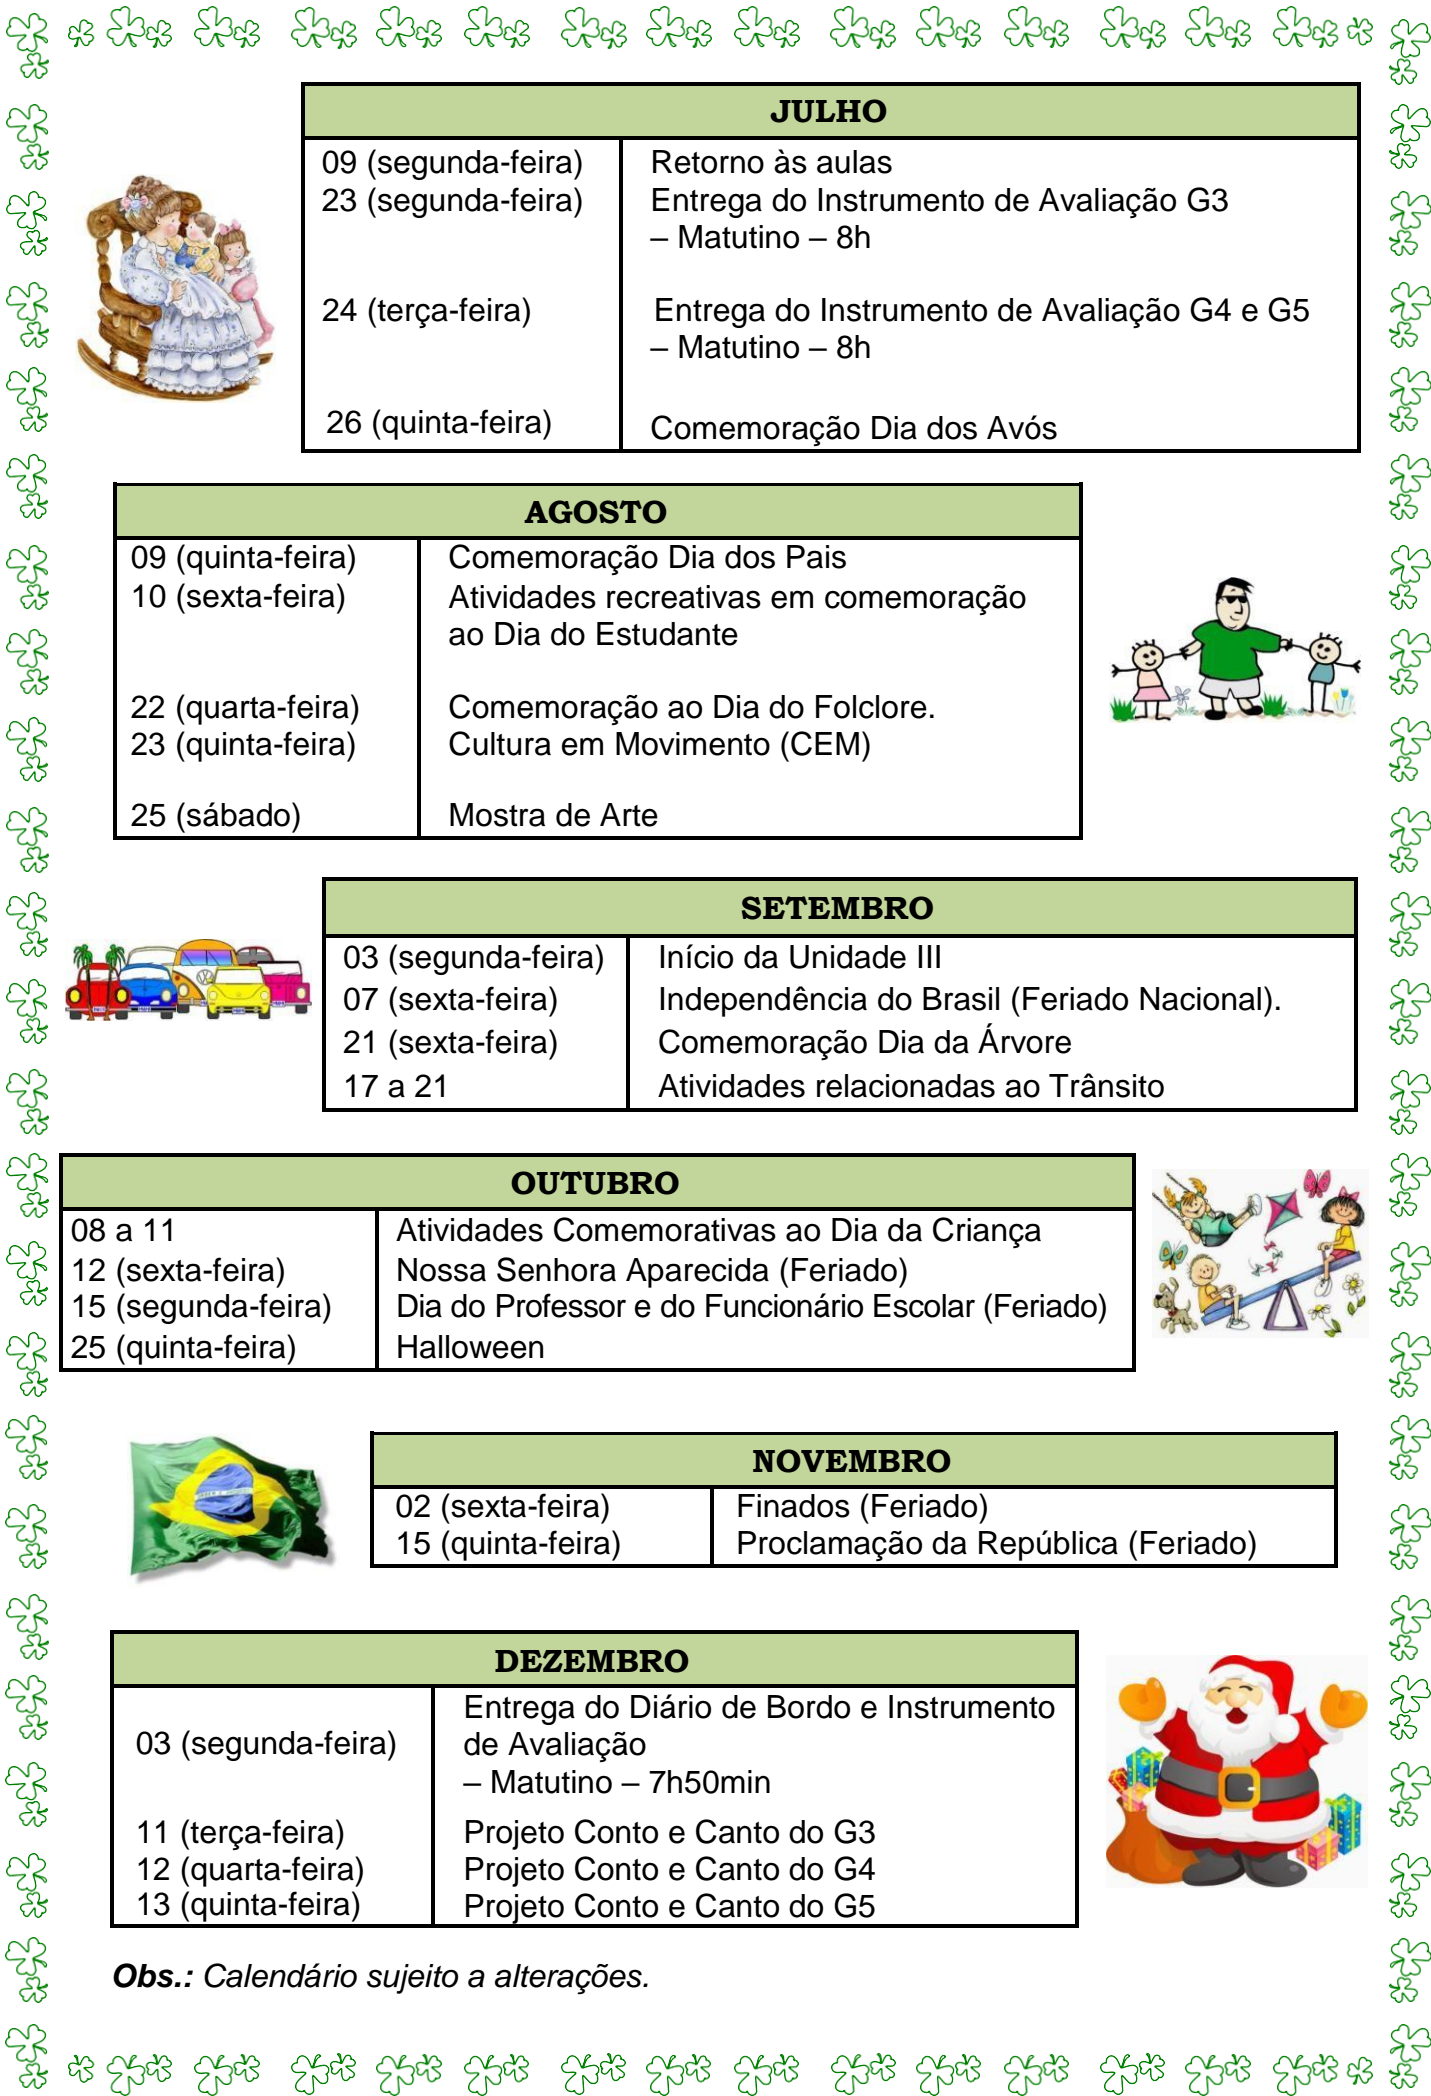 JULHO
09 (segunda-feira) Retorno às aulas
23 (segunda-feira) Entrega do Instrumento de Avaliação G3
– Matutino – 8h
24 (terça-feira) Entrega do Instrumento de Avaliação G4 e G5
– Matutino – 8h
26 (quinta-feira) Comemoração Dia dos Avós
AGOSTO
09 (quinta-feira) Comemoração Dia dos Pais
10 (sexta-feira) Atividades recreativas em comemoração
ao Dia do Estudante
22 (quarta-feira) Comemoração ao Dia do Folclore.
23 (quinta-feira) Cultura em Movimento (CEM)
25 (sábado) Mostra de Arte
SETEMBRO
03 (segunda-feira) Início da Unidade III
07 (sexta-feira) Independência do Brasil (Feriado Nacional).
21 (sexta-feira) Comemoração Dia da Árvore
17 a 21 Atividades relacionadas ao Trânsito
OUTUBRO
08 a 11 Atividades Comemorativas ao Dia da Criança
12 (sexta-feira) Nossa Senhora Aparecida (Feriado)
15 (segunda-feira) Dia do Professor e do Funcionário Escolar (Feriado)
25 (quinta-feira) Halloween
NOVEMBRO
02 (sexta-feira) Finados (Feriado)
15 (quinta-feira) Proclamação da República (Feriado)
DEZEMBRO
Entrega do Diário de Bordo e Instrumento
03 (segunda-feira) de Avaliação
– Matutino – 7h50min
11 (terça-feira) Projeto Conto e Canto do G3
12 (quarta-feira) Projeto Conto e Canto do G4
13 (quinta-feira) Projeto Conto e Canto do G5
Obs.: Calendário sujeito a alterações.